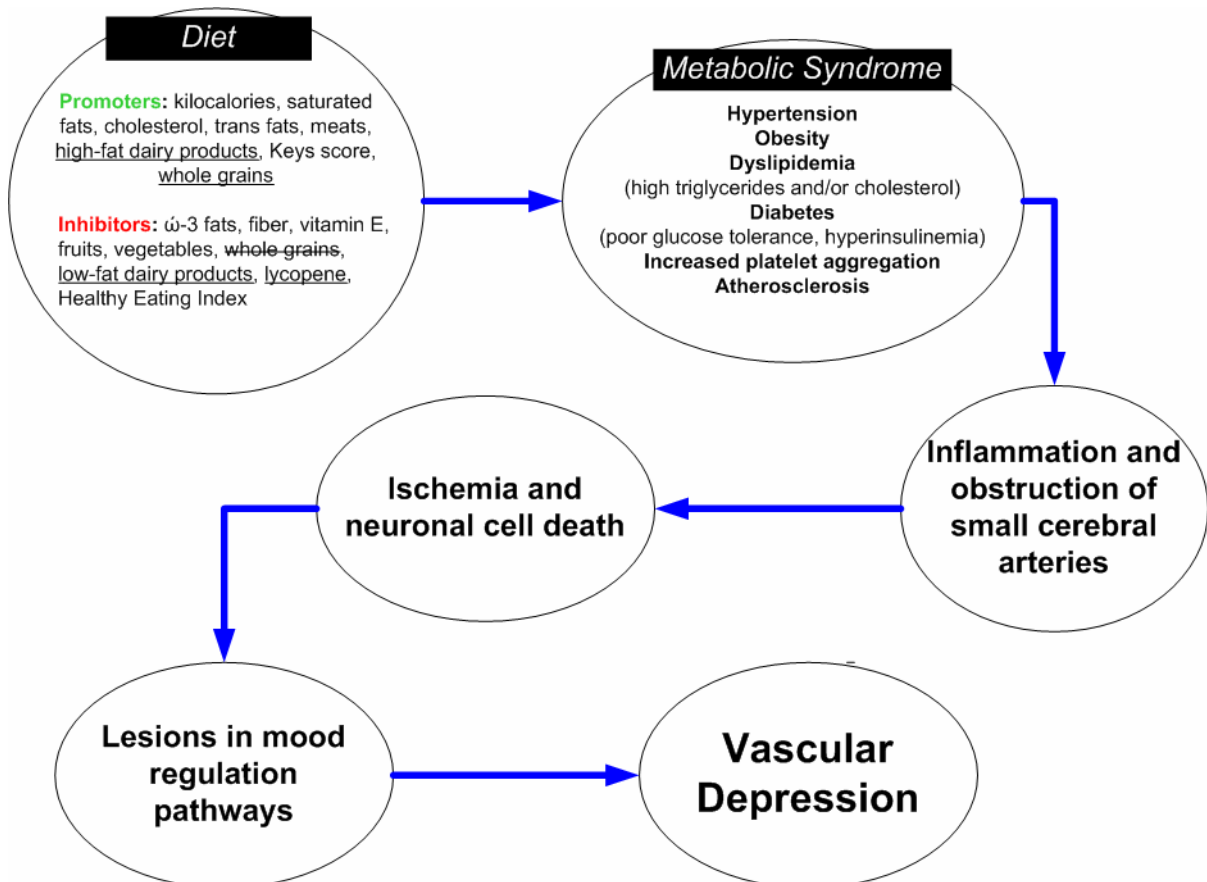 Diet
Promoters: kilocalories, saturated
fats, cholesterol, trans fats, meats,
high-fat dairy products, Keys score,
whole grains
Inhibitors: ώ-3 fats, fiber, vitamin E,
fruits, vegetables, whole grains,
low-fat dairy products, lycopene,
Healthy Eating Index
Metabolic Syndrome
Hypertension
Obesity
Dyslipidemia
(high triglycerides and/or cholesterol)
Diabetes
(poor glucose tolerance, hyperinsulinemia)
Increased platelet aggregation
Atherosclerosis
Inflammation and
obstruction of
small cerebral
arteries
Ischemia and
neuronal cell death
Lesions in mood
regulation
pathways
Vascular
Depression